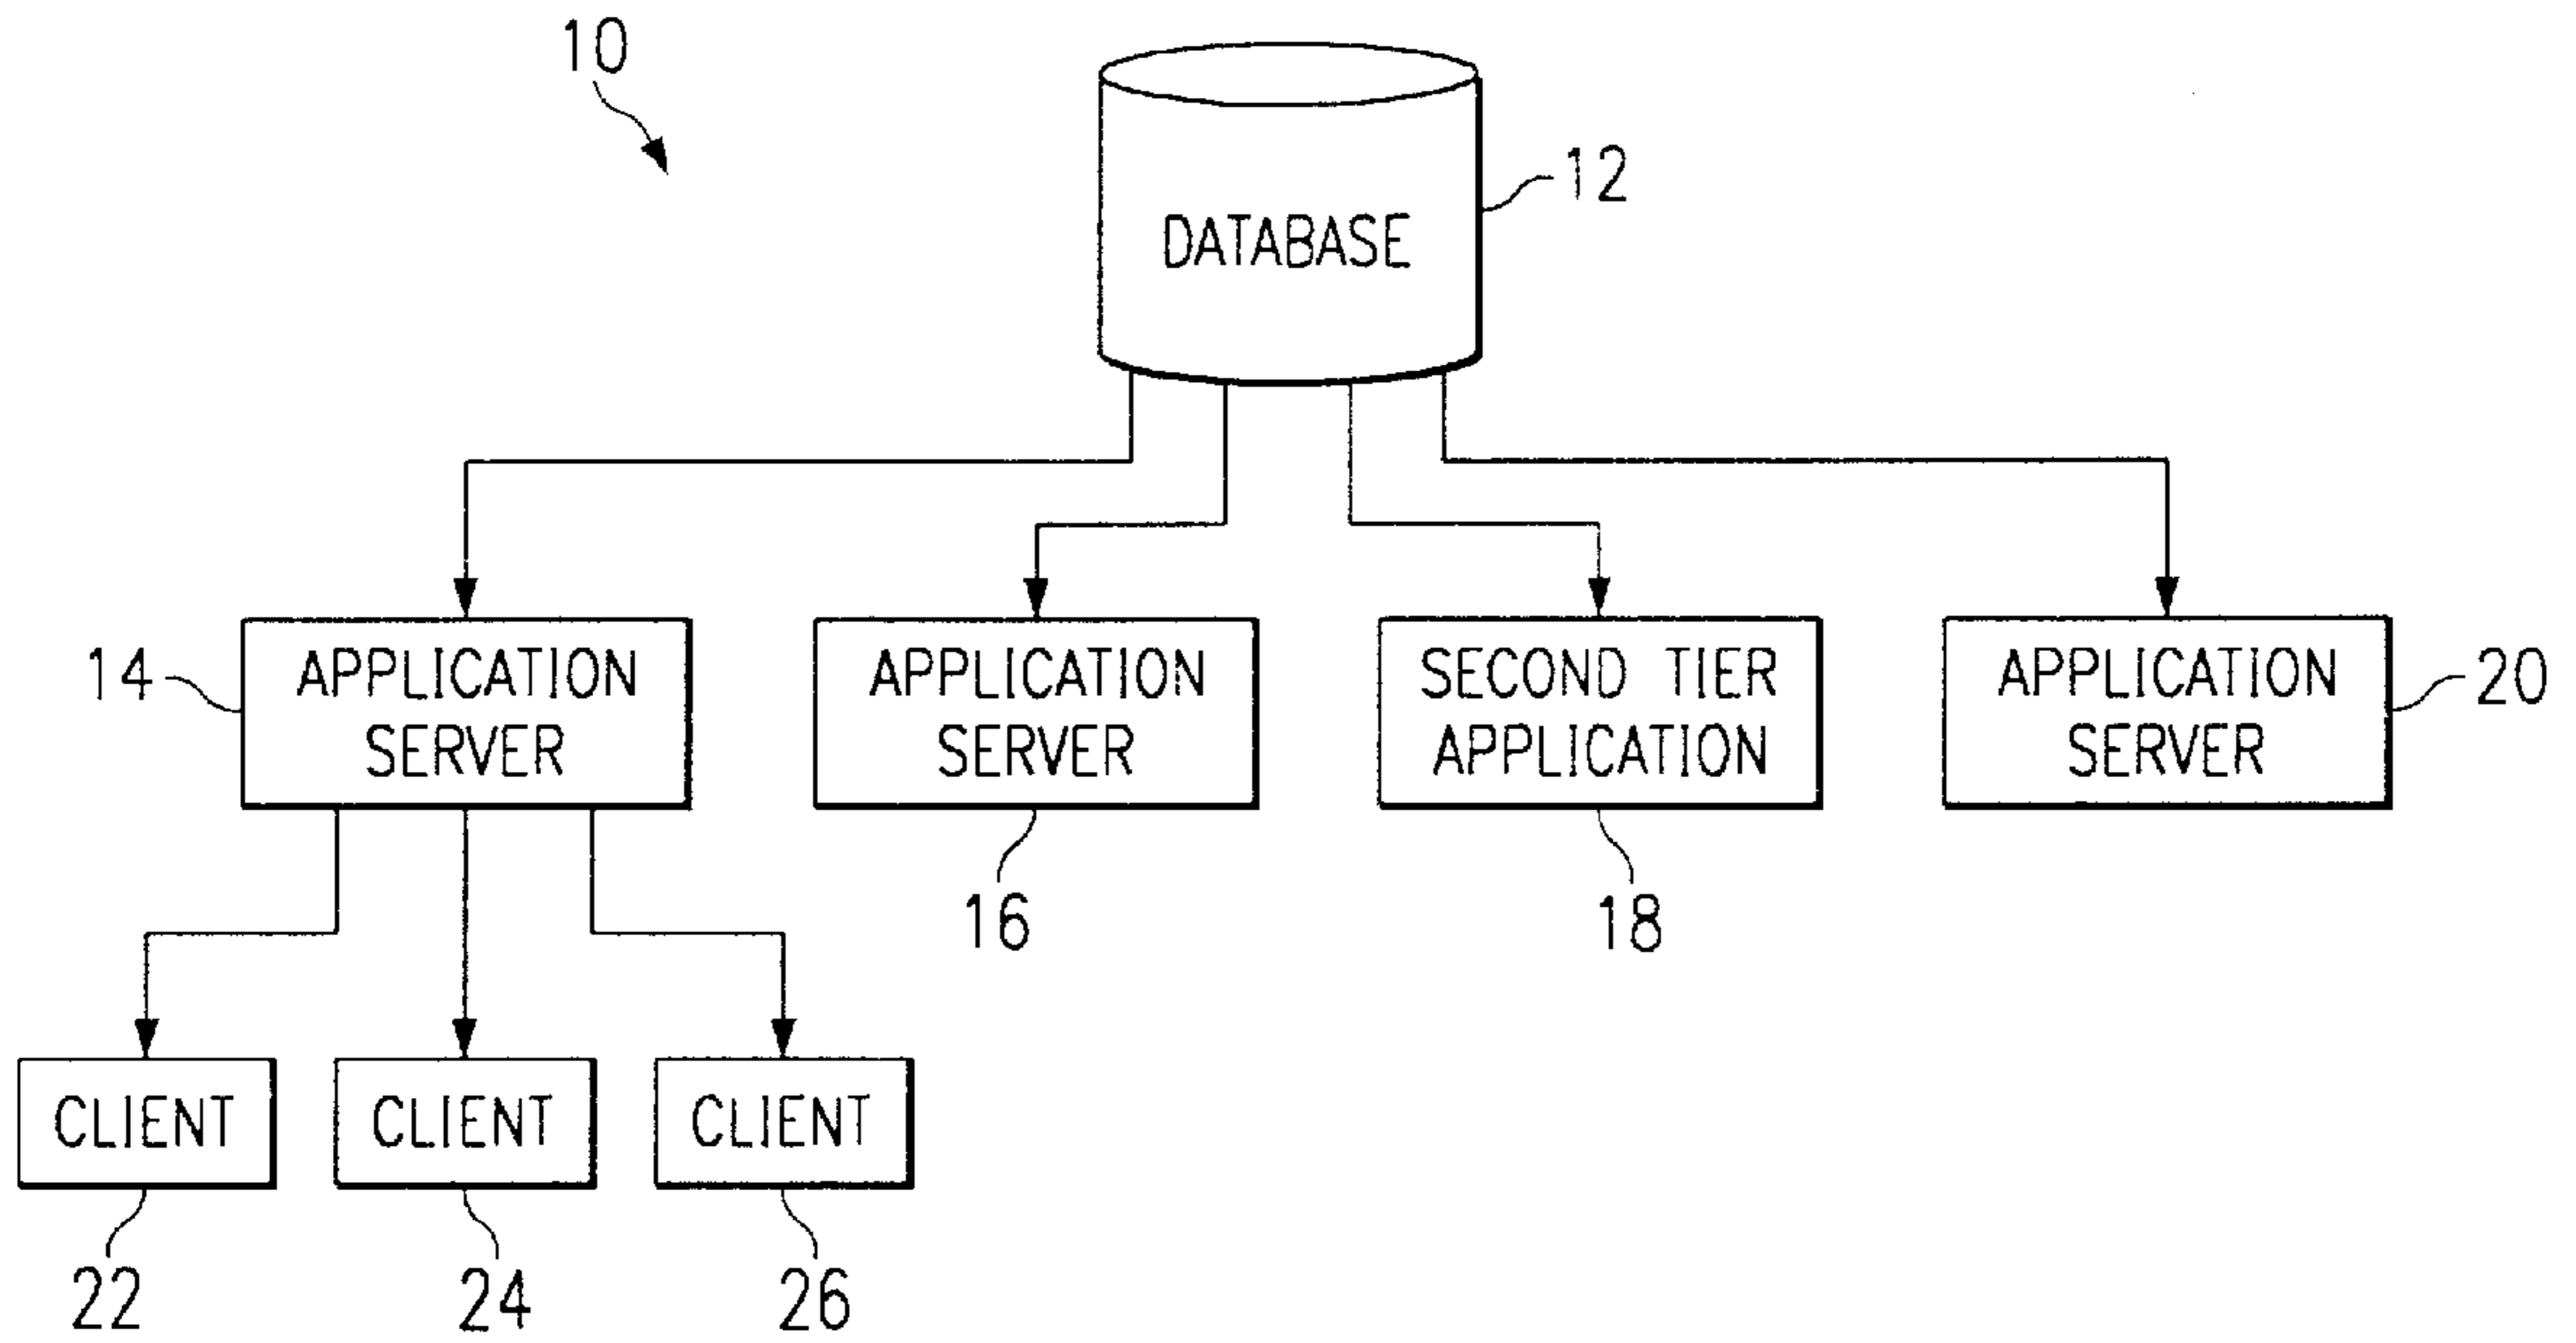 10
12
DATABASE
14
APPLICATION
SERVER
APPLICATION
SERVER
SECOND TIER
APPLICATION
APPLICATION
SERVER
20
16
18
CLIENT
CLIENT
CLIENT
22
24
26